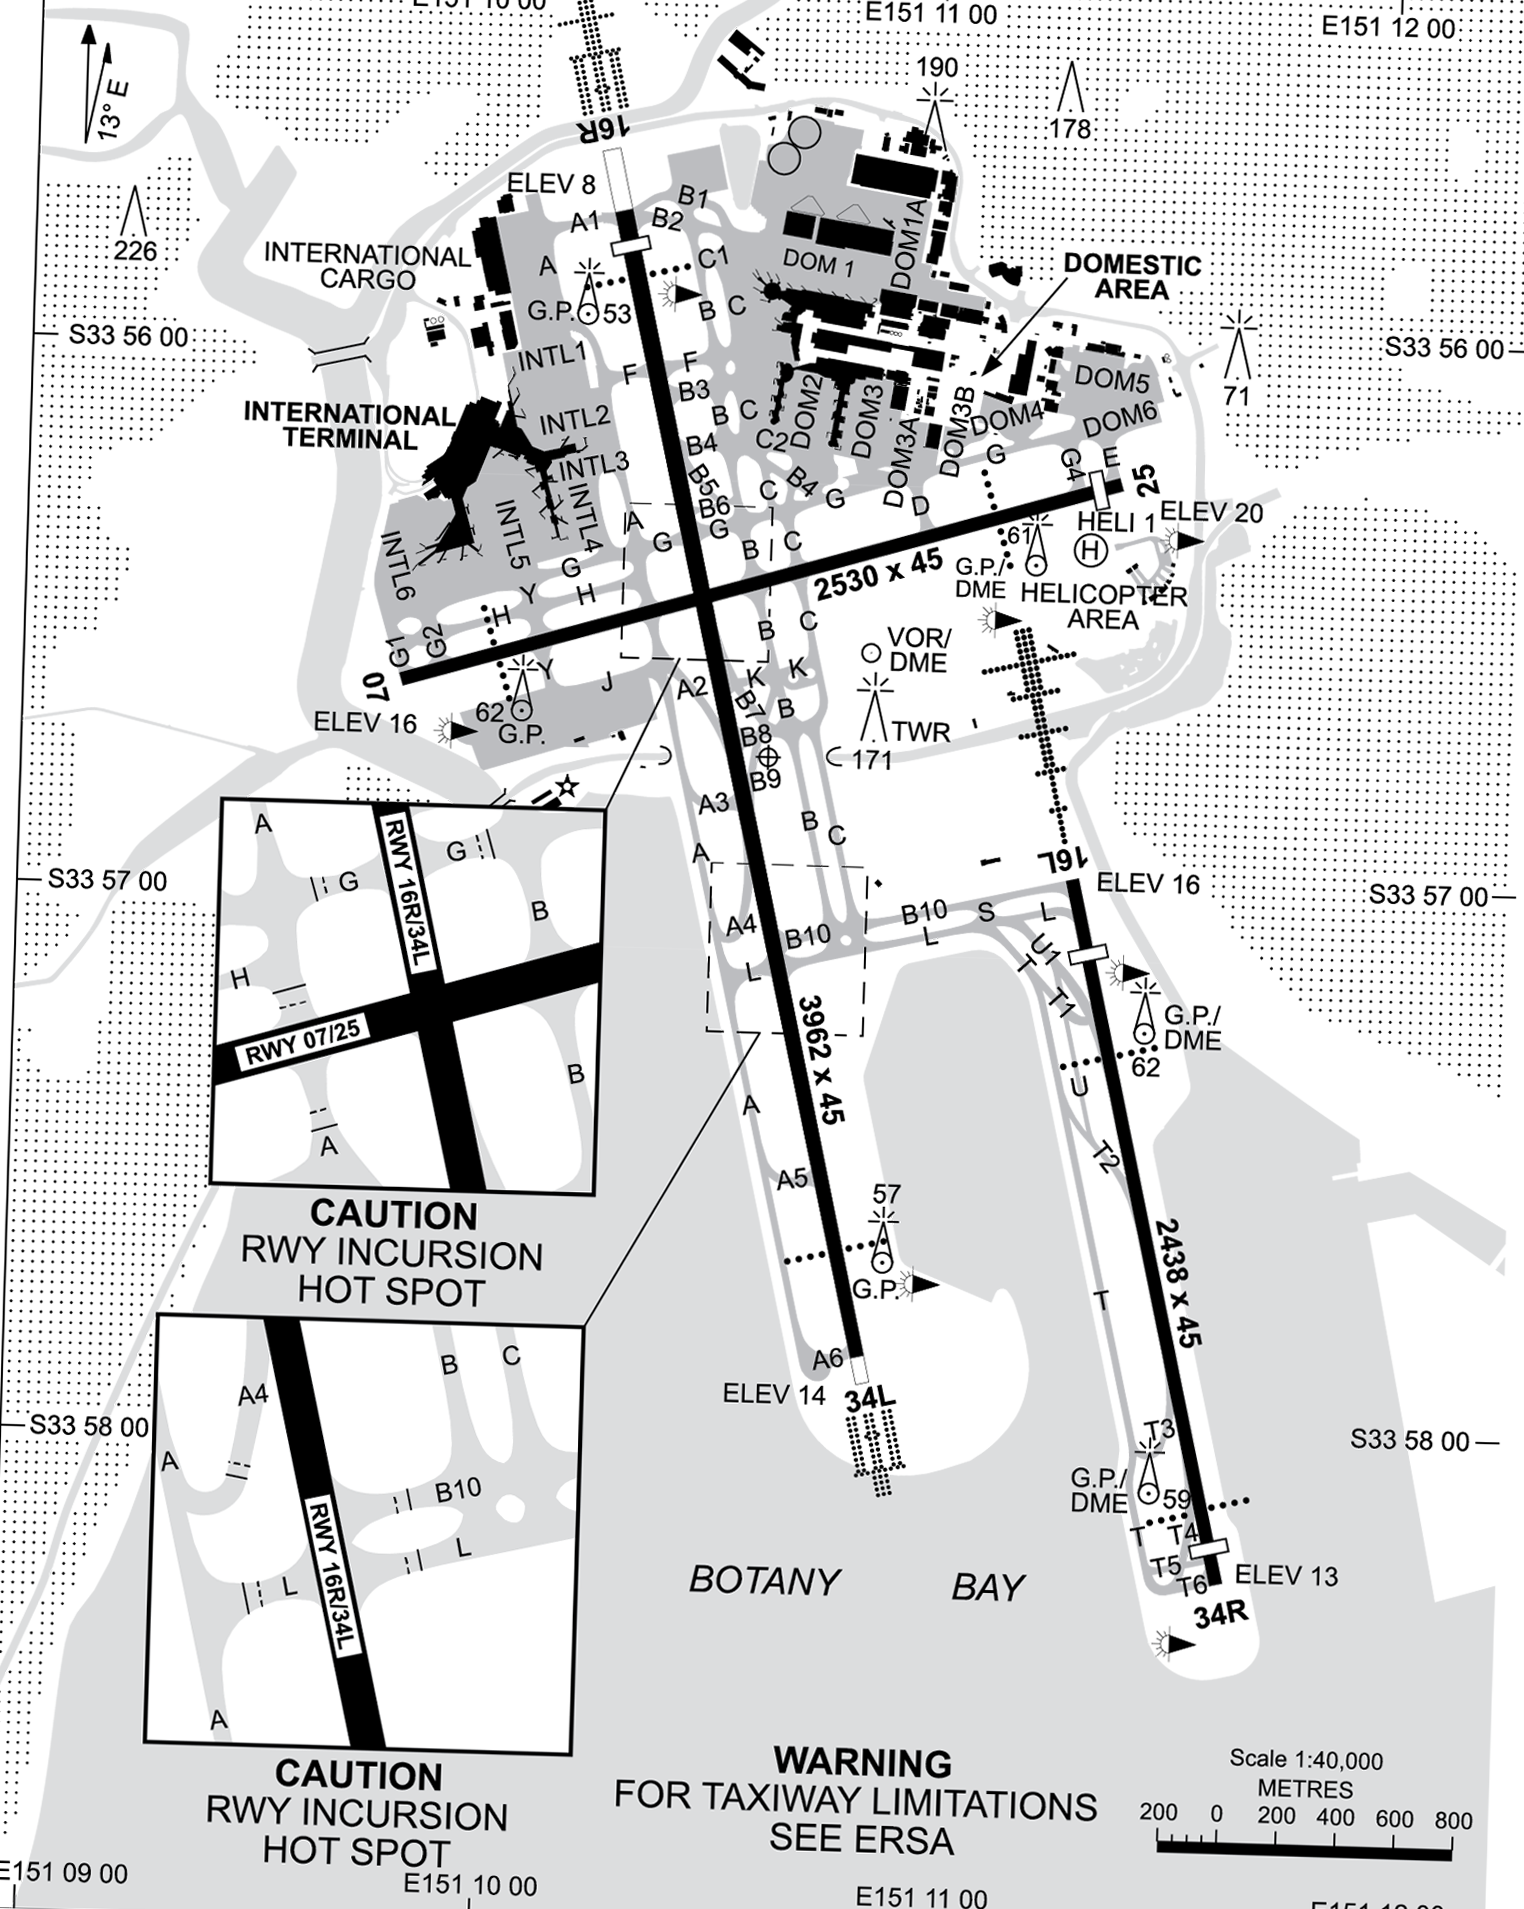 E151 10 00
E151 11 00
E151 12 00
13° E
190
178
16R
ELEV 8
B1
A1
B2
226
INTERNATIONAL
CARGO
A
C1
DOM 1
DOM1A
DOMESTIC
AREA
G.P.
53
B
C
S33 56 00
S33 56 00
INTL1
F
F
B3
71
DOM5
INTERNATIONAL
TERMINAL
INTL2
B
C
DOM2
DOM3
DOM3A
DOM3B
DOM4
DOM6
B4
C2
INTL3
INTL4
INTL5
INTL6
B5
B6
C
B4
G
D
G
G4
E
25
A
G
G
B
C
61
HELI 1
H
ELEV 20
G.P./
DME
2530 x 45
HELICOPTER
AREA
G
Y
H
H
G1
G2
B
C
VOR/
DME
07
Y
J
A2
K
K
62
G.P.
ELEV 16
B7
B
B8
TWR
171
B9
A3
B
C
A
16L
ELEV 16
S33 57 00
S33 57 00
A4
B10
B10
L
S
L
L
U1
T
T1
3962 x 45
G.P./
DME
62
U
A
T2
A5
57
G.P.
2438 x 45
T
A6
ELEV 14
34L
T3
S33 58 00
S33 58 00
G.P./
DME
59
T
T4
T5
T6
ELEV 13
34R
A
RWY 16R/34L
G
G
B
H
RWY 07/25
B
A
CAUTION
RWY INCURSION
HOT SPOT
B
C
A4
A
B10
L
L
RWY 16R/34L
A
CAUTION
RWY INCURSION
HOT SPOT
BOTANY BAY
WARNING
FOR TAXIWAY LIMITATIONS
SEE ERSA
Scale 1:40,000
METRES
200 0 200 400 600 800
E151 09 00
E151 10 00
E151 11 00